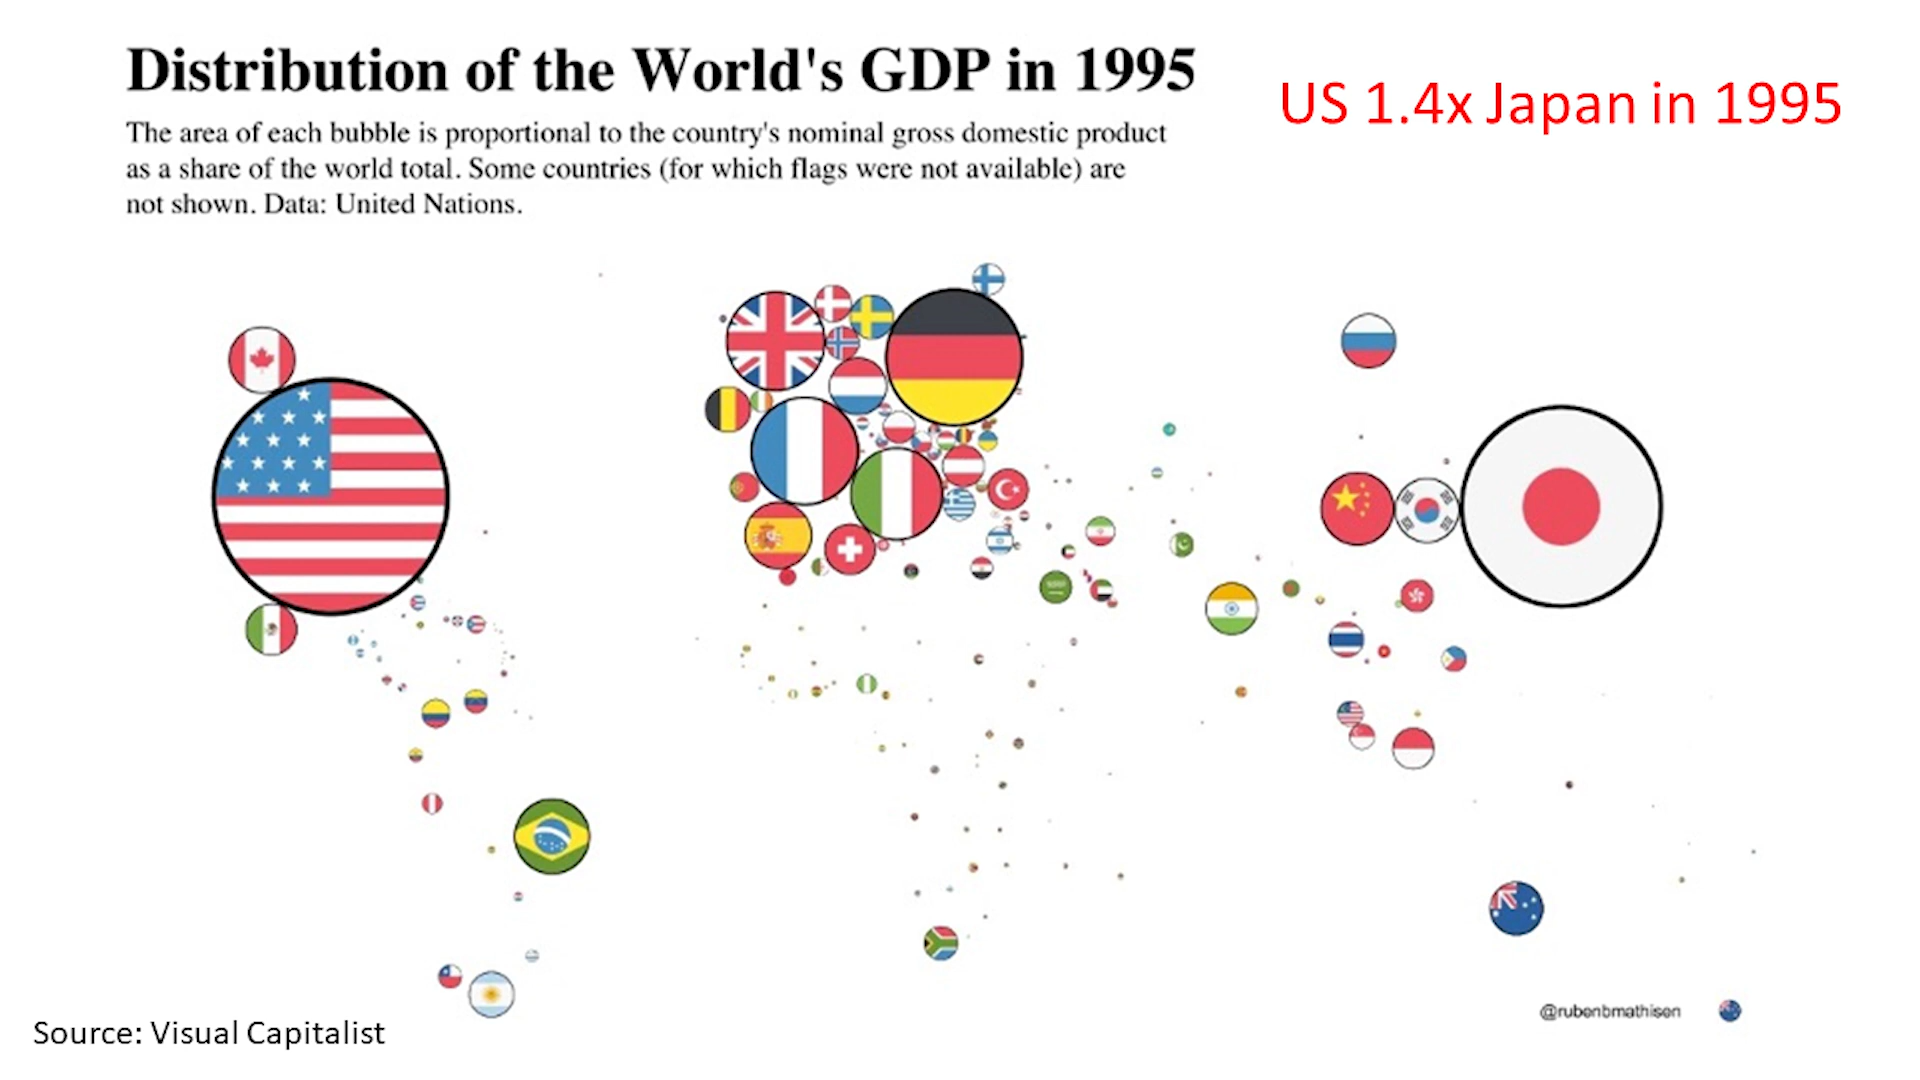 Distribution of the World's GDP in 1995
US 1.4x Japan in 1995
The area of each bubble is proportional to the country's nominal gross domestic product
as a share of the world total. Some countries (for which flags were not available) are
not shown. Data: United Nations.
@rubenbmathisen
Source: Visual Capitalist